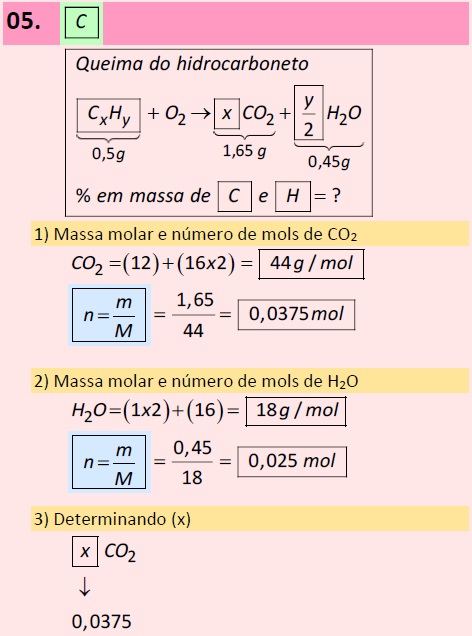 05. C
Queima do hidrocarboneto
CₓHᵧ + O₂ → x CO₂ + y/2 H₂O
0,5g 1,65 g 0,45g
% em massa de C e H = ?
1) Massa molar e número de mols de CO₂
CO₂=(12)+(16x2)= 44g / mol
n = m/M = 1,65/44 = 0,0375mol
2) Massa molar e número de mols de H₂O
H₂O=(1x2)+(16)= 18g / mol
n = m/M = 0,45/18 = 0,025 mol
3) Determinando (x)
x CO₂
↓
0,0375